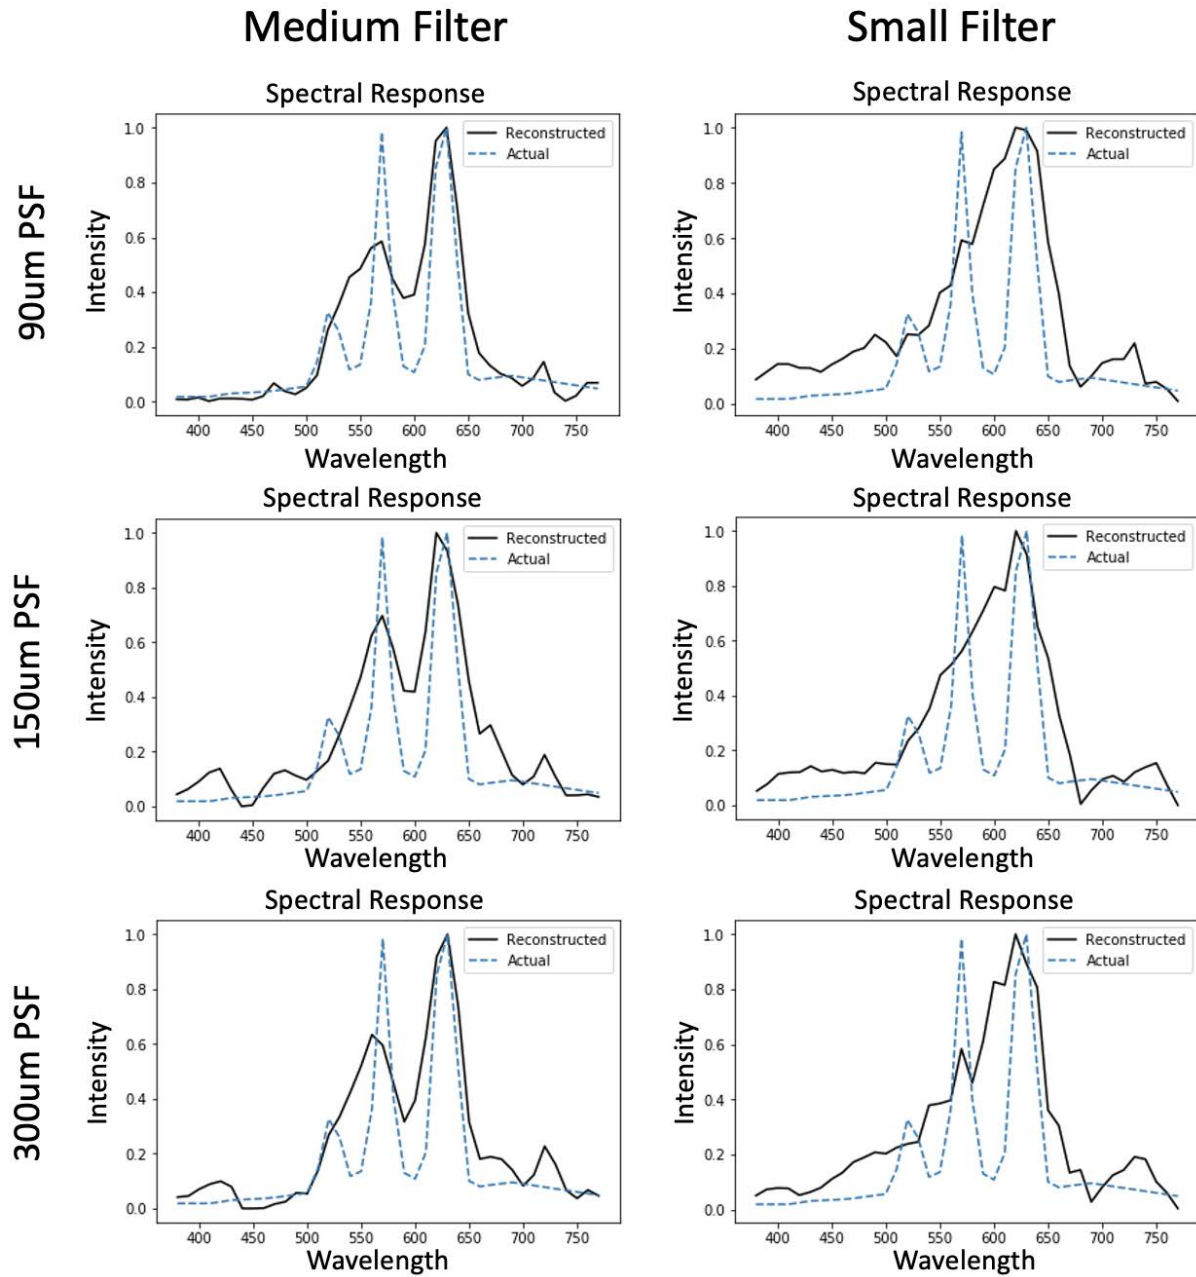 Medium Filter
Small Filter
90um PSF
Spectral Response
Intensity
1.0
0.8
0.6
0.4
0.2
0.0
Reconstructed
Actual
400 450 500 550 600 650 700 750
Wavelength
Spectral Response
Intensity
1.0
0.8
0.6
0.4
0.2
0.0
Reconstructed
Actual
400 450 500 550 600 650 700 750
Wavelength
150um PSF
Spectral Response
Intensity
1.0
0.8
0.6
0.4
0.2
0.0
Reconstructed
Actual
400 450 500 550 600 650 700 750
Wavelength
Spectral Response
Intensity
1.0
0.8
0.6
0.4
0.2
0.0
Reconstructed
Actual
400 450 500 550 600 650 700 750
Wavelength
300um PSF
Spectral Response
Intensity
1.0
0.8
0.6
0.4
0.2
0.0
Reconstructed
Actual
400 450 500 550 600 650 700 750
Wavelength
Spectral Response
Intensity
1.0
0.8
0.6
0.4
0.2
0.0
Reconstructed
Actual
400 450 500 550 600 650 700 750
Wavelength